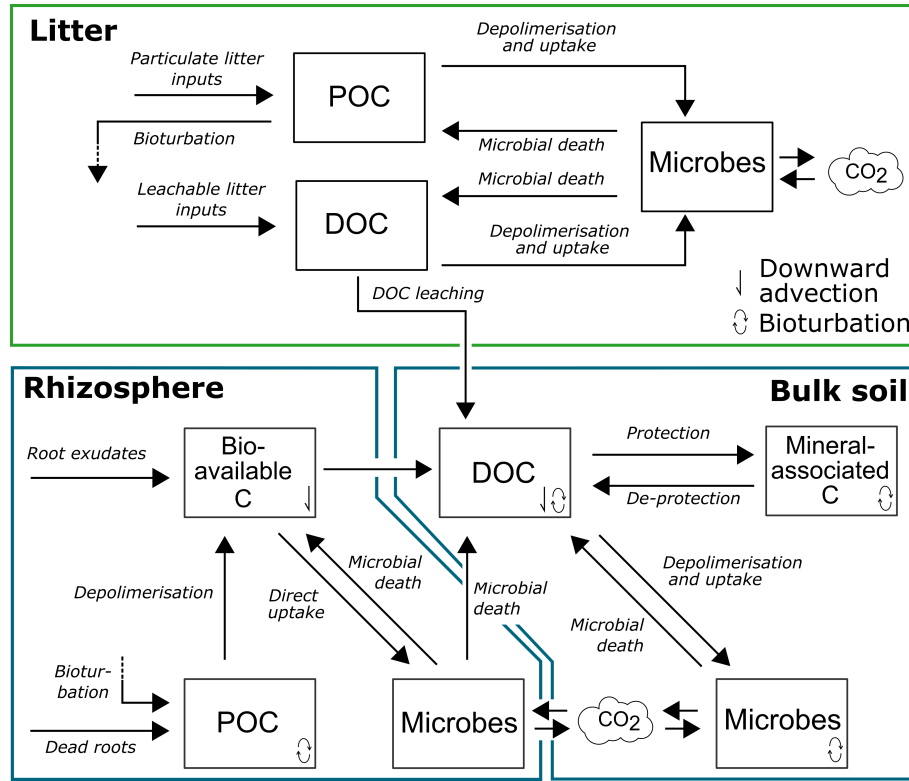 Litter
Depolimerisation
and uptake
Particulate litter
inputs
POC
Bioturbation
Microbial death
Microbes
CO2
Microbial death
Leachable litter
inputs
DOC
Depolimerisation
and uptake
DOC leaching
Downward
advection
Bioturbation
Rhizosphere
Bulk soil
Root exudates
Bio-
available
C
DOC
Protection
De-protection
Mineral-
associated
C
Depolimerisation
Direct
uptake
Microbial
death
Microbial
death
Depolimerisation
and uptake
Microbial
death
Biotur-
bation
Dead roots
POC
Microbes
CO2
Microbes